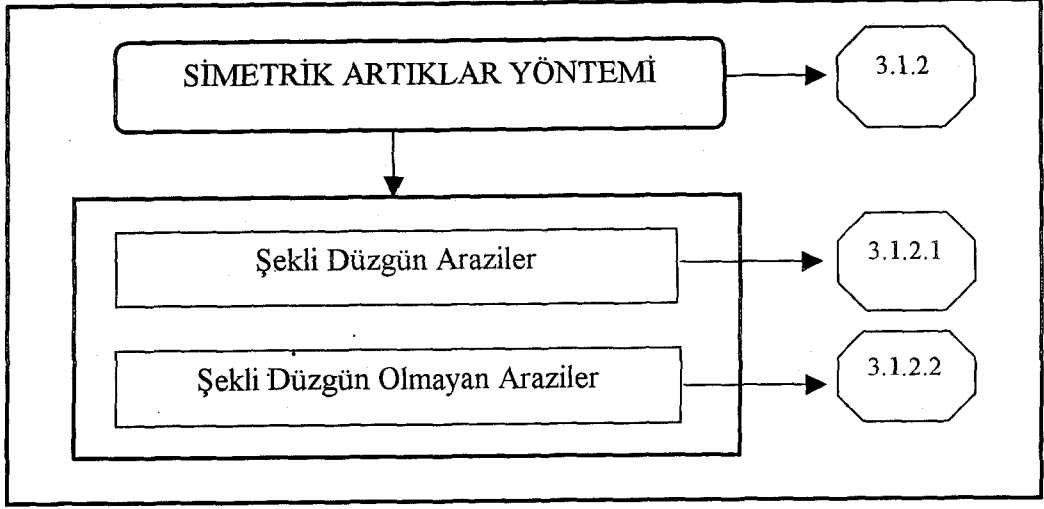 SİMETRİK ARTIKLAR YÖNTEMİ
3.1.2
Şekli Düzgün Araziler
3.1.2.1
Şekli Düzgün Olmayan Araziler
3.1.2.2